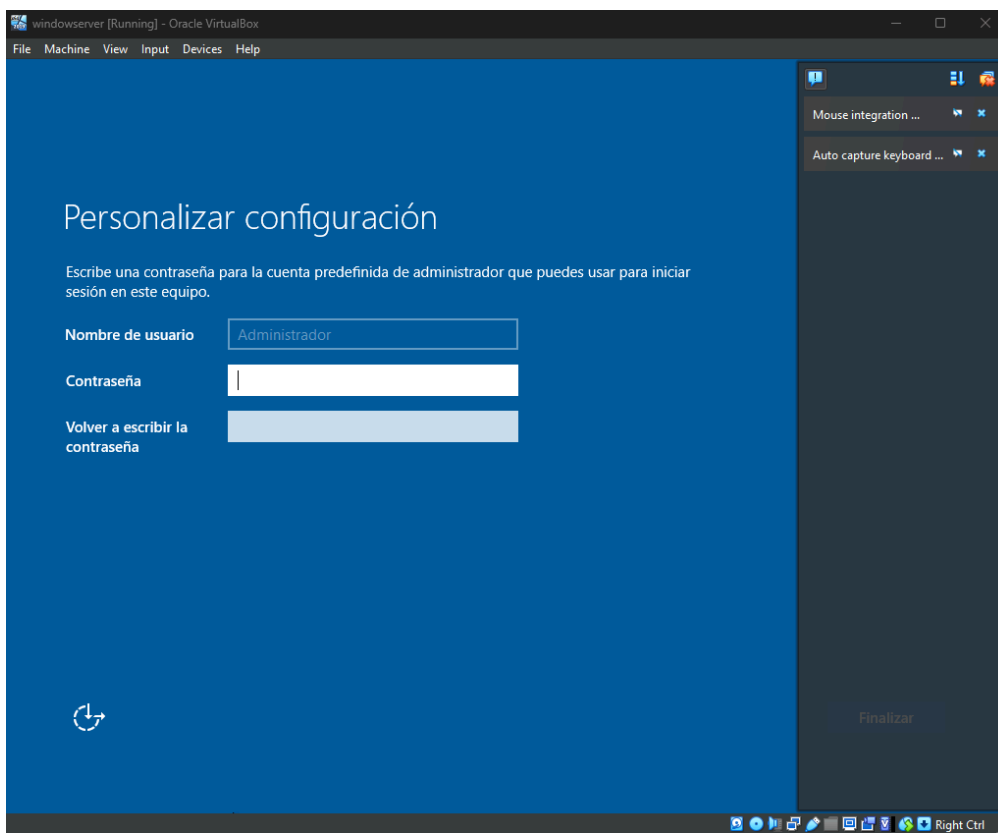 windowserver [Running] - Oracle VirtualBox
File Machine View Input Devices Help
Mouse integration ...
Auto capture keyboard ...
Personalizar configuración
Escribe una contraseña para la cuenta predefinida de administrador que puedes usar para iniciar
sesión en este equipo.
Nombre de usuario Administrador
Contraseña
Volver a escribir la
contraseña
Finalizar
Right Ctrl